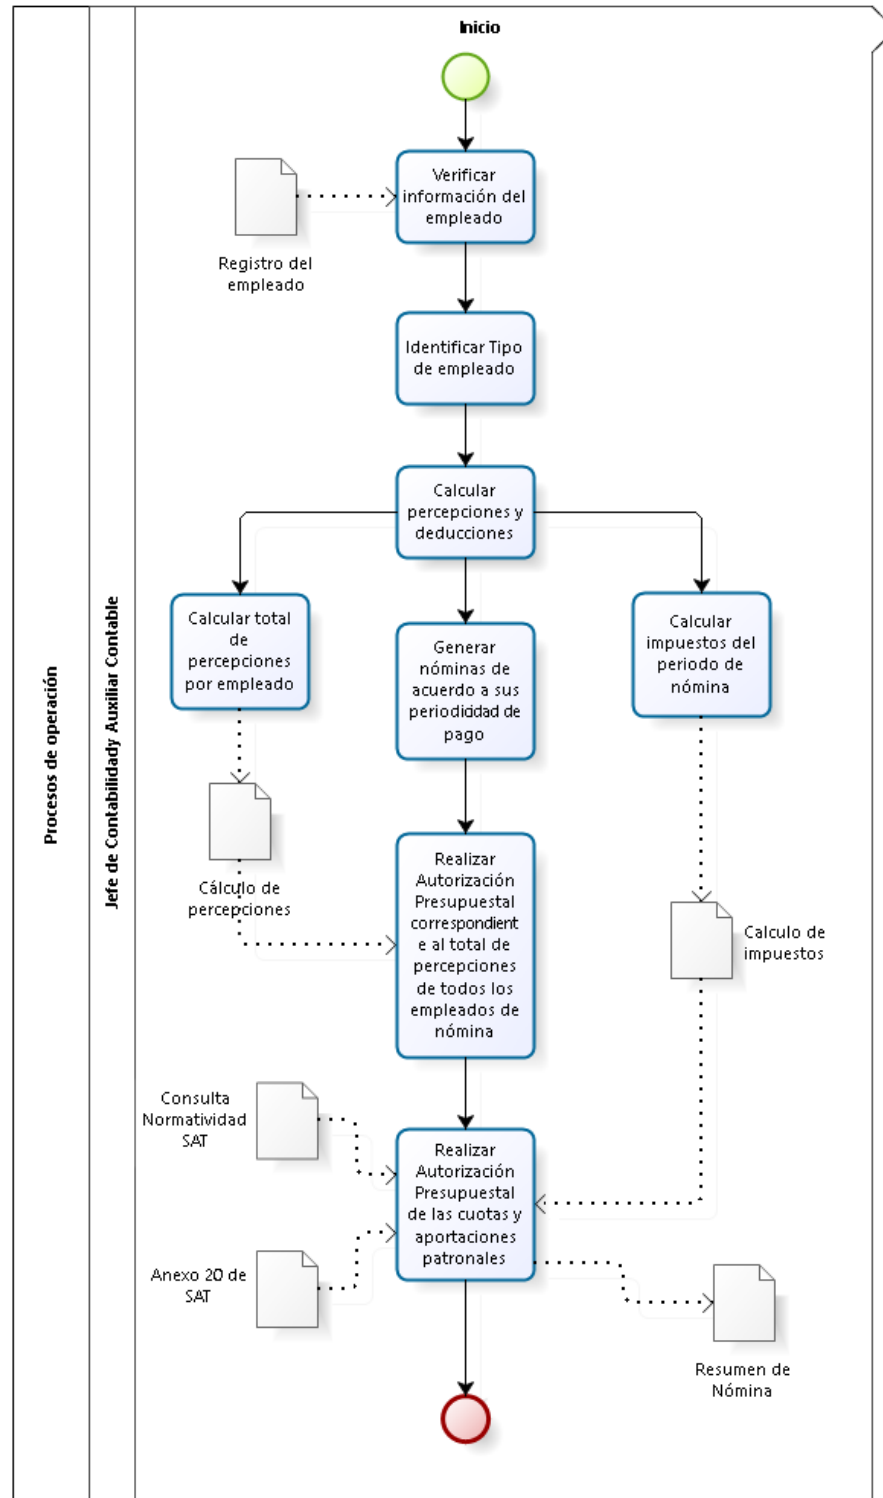 Inicio
Verificar
información del
empleado
Registro del
empleado
Identificar Tipo
de empleado
Calcular
percepciones y
deducciones
Calcular total
de
percepciones
por empleado
Generar
nóminas de
acuerdo a sus
periodicidad de
pago
Calcular
impuestos del
periodo de
nómina
Cálculo de
percepciones
Realizar
Autorización
Presupuestal
correspondient
e al total de
percepciones
de todos los
empleados de
nómina
Calculo de
impuestos
Consulta
Normatividad
SAT
Realizar
Autorización
Presupuestal
de las cuotas y
aportaciones
patronales
Anexo 20 de
SAT
Resumen de
Nómina
Procesos de operación
Jefe de Contabilidady Auxiliar Contable